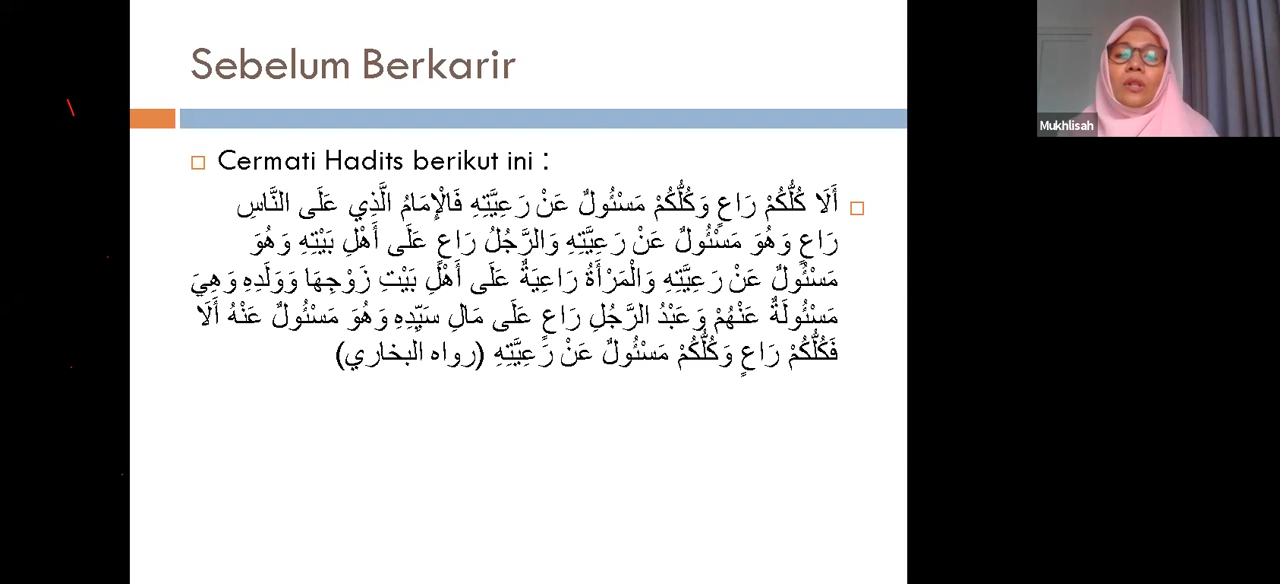 Sebelum Berkarir
Cermati Hadits berikut ini :
أَلَا كُلُّكُمْ رَاعٍ وَكُلُّكُمْ مَسْئُولٌ عَنْ رَعِيَّتِهِ فَالْإِمَامُ الَّذِي عَلَى النَّاسِ
رَاعٍ وَهُوَ مَسْئُولٌ عَنْ رَعِيَّتِهِ وَالرَّجُلُ رَاعٍ عَلَى أَهْلِ بَيْتِهِ وَهُوَ
مَسْئُولٌ عَنْ رَعِيَّتِهِ وَالْمَرْأَةُ رَاعِيَةٌ عَلَى أَهْلِ بَيْتِ زَوْجِهَا وَوَلَدِهِ وَهِيَ
مَسْئُولَةٌ عَنْهُمْ وَعَبْدُ الرَّجُلِ رَاعٍ عَلَى مَالِ سَيِّدِهِ وَهُوَ مَسْئُولٌ عَنْهُ أَلَا
فَكُلُّكُمْ رَاعٍ وَكُلُّكُمْ مَسْئُولٌ عَنْ رَعِيَّتِهِ (رواه البخاري)
Mukhlisah